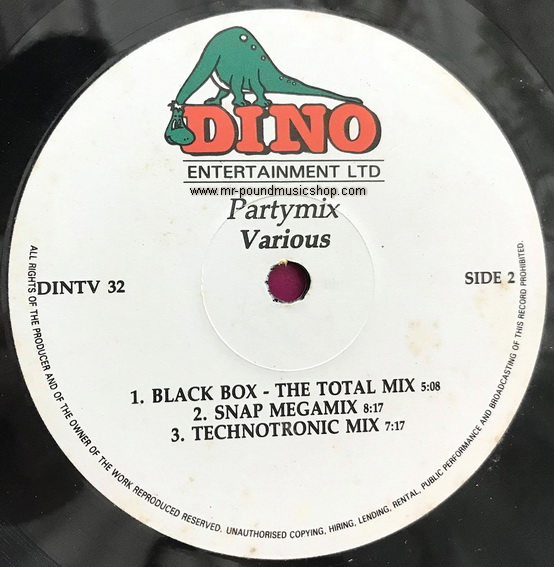 DINO
ENTERTAINMENT LTD
www.mr-poundmusicshop.com
Partymix
Various
DINTV 32
SIDE 2
1. BLACK BOX - THE TOTAL MIX 5:08
2. SNAP MEGAMIX 8:17
3. TECHNOTRONIC MIX 7:17
ALL RIGHTS OF THE PRODUCER AND OF THE OWNER OF THE WORK REPRODUCED RESERVED. UNAUTHORISED COPYING, HIRING, LENDING, RENTAL, PUBLIC PERFORMANCE AND BROADCASTING OF THIS RECORD PROHIBITED.